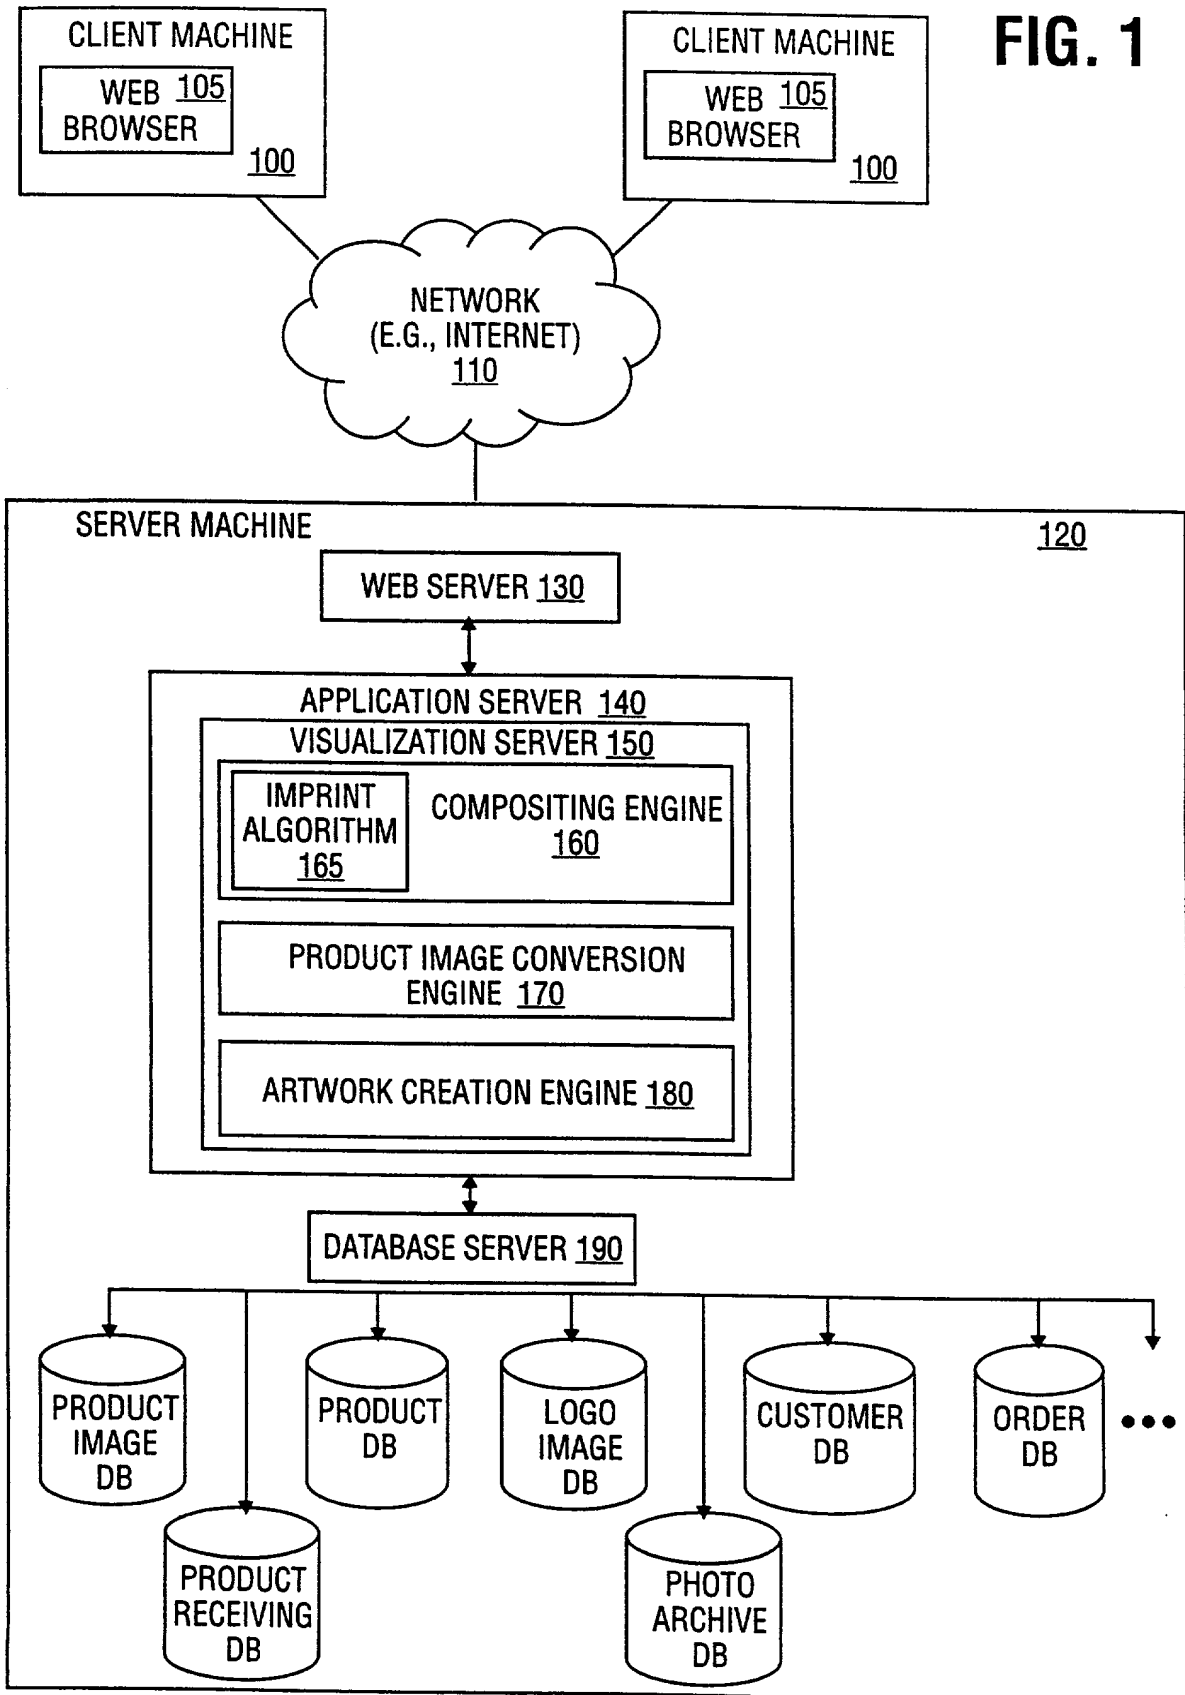 FIG. 1
CLIENT MACHINE
WEB 105
BROWSER
100
CLIENT MACHINE
WEB 105
BROWSER
100
NETWORK
(E.G., INTERNET)
110
SERVER MACHINE
120
WEB SERVER 130
APPLICATION SERVER 140
VISUALIZATION SERVER 150
IMPRINT
ALGORITHM
165
COMPOSITING ENGINE
160
PRODUCT IMAGE CONVERSION
ENGINE 170
ARTWORK CREATION ENGINE 180
DATABASE SERVER 190
PRODUCT
IMAGE
DB
PRODUCT
DB
LOGO
IMAGE
DB
CUSTOMER
DB
ORDER
DB
PRODUCT
RECEIVING
DB
PHOTO
ARCHIVE
DB